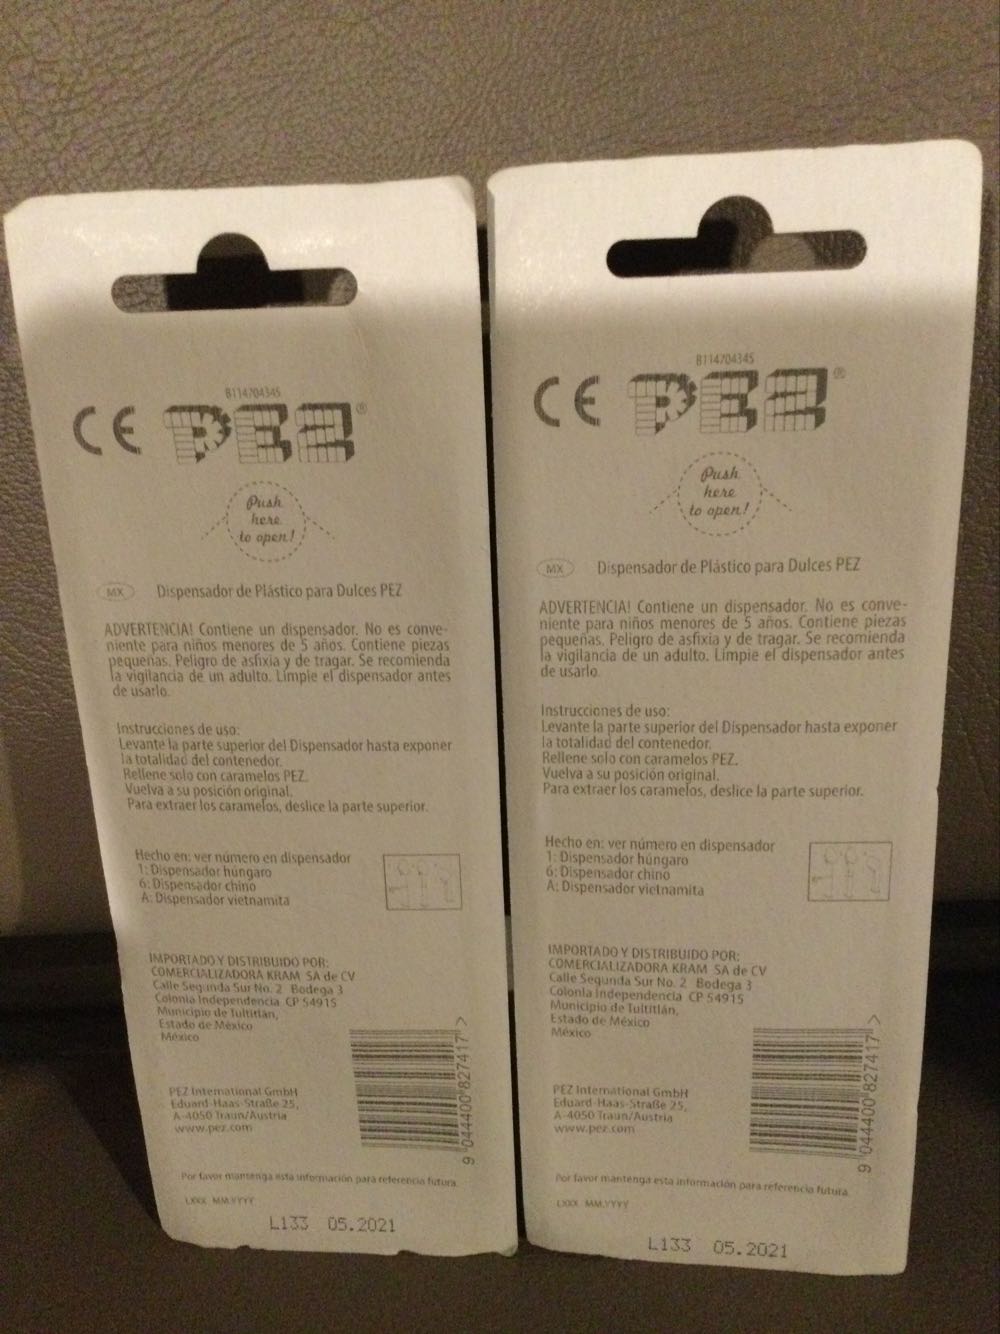 B114704345
CE PEZ®
Push
here
to open!
MX Dispensador de Plástico para Dulces PEZ
ADVERTENCIA! Contiene un dispensador. No es conve-
niente para niños menores de 5 años. Contiene piezas
pequeñas. Peligro de asfixia y de tragar. Se recomienda
la vigilancia de un adulto. Limpie el dispensador antes
de usarlo.
Instrucciones de uso:
Levante la parte superior del Dispensador hasta exponer
la totalidad del contenedor.
Rellene solo con caramelos PEZ.
Vuelva a su posición original.
Para extraer los caramelos, deslice la parte superior.
Hecho en: ver número en dispensador
1: Dispensador húngaro
6: Dispensador chino
A: Dispensador vietnamita
IMPORTADO Y DISTRIBUIDO POR:
COMERCIALIZADORA KRAM SA de CV
Calle Segunda Sur No. 2 Bodega 3
Colonia Independencia CP 54915
Municipio de Tultitlán,
Estado de México
México
PEZ International GmbH
Eduard-Haas-Straße 25,
A-4050 Traun/Austria
www.pez.com
9 044400 827417 >
Por favor mantenga esta información para referencia futura.
LXXX MM.YYYY
L133 05.2021
B114704345
CE PEZ®
Push
here
to open!
MX Dispensador de Plástico para Dulces PEZ
ADVERTENCIA! Contiene un dispensador. No es conve-
niente para niños menores de 5 años. Contiene piezas
pequeñas. Peligro de asfixia y de tragar. Se recomienda
la vigilancia de un adulto. Limpie el dispensador antes
de usarlo.
Instrucciones de uso:
Levante la parte superior del Dispensador hasta exponer
la totalidad del contenedor.
Rellene solo con caramelos PEZ.
Vuelva a su posición original.
Para extraer los caramelos, deslice la parte superior.
Hecho en: ver número en dispensador
1: Dispensador húngaro
6: Dispensador chino
A: Dispensador vietnamita
IMPORTADO Y DISTRIBUIDO POR:
COMERCIALIZADORA KRAM SA de CV
Calle Segunda Sur No. 2 Bodega 3
Colonia Independencia CP 54915
Municipio de Tultitlán,
Estado de México
México
PEZ International GmbH
Eduard-Haas-Straße 25,
A-4050 Traun/Austria
www.pez.com
9 044400 827417 >
Por favor mantenga esta información para referencia futura.
LXXX MM.YYYY
L133 05.2021